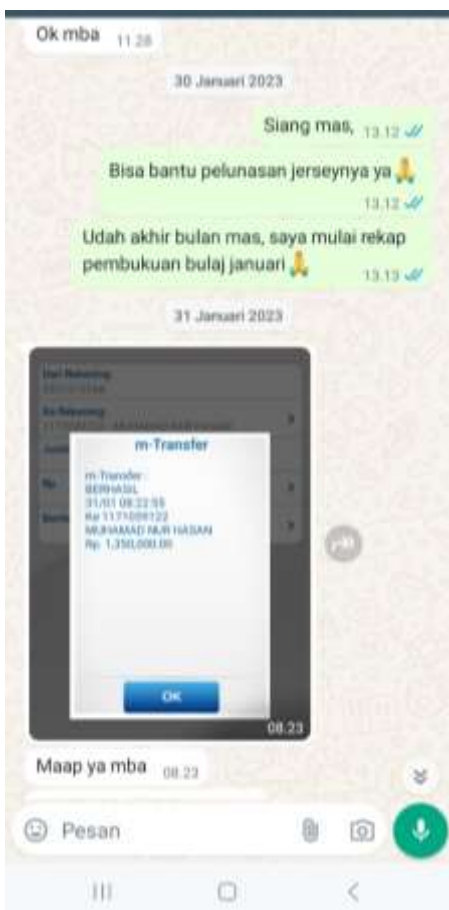 Ok mba 11.28
30 Januari 2023
Siang mas, 13.12
Bisa bantu pelunasan jerseynya ya🙏
13.12
Udah akhir bulan mas, saya mulai rekap
pembukuan bulaj januari🙏 13.13
31 Januari 2023
Dari Rekening
Ke Rekening
m-Transfer
m-Transfer :
BERHASIL
31/01 08:22:55
MUHAMAD NUR HASAN
Rp. 1,350,000.00
OK
08.23
Maap ya mba 08.23
Pesan